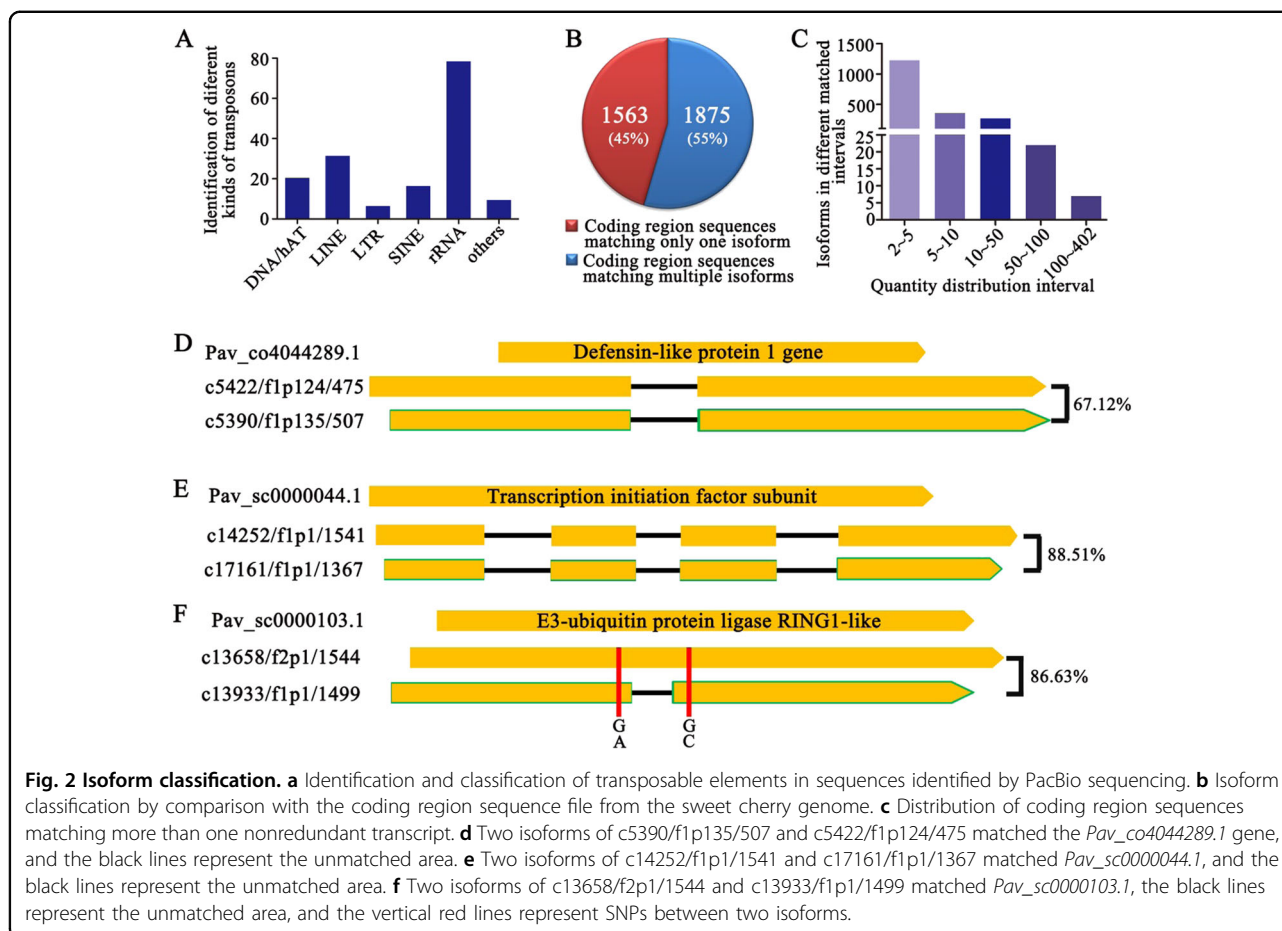 A
Identification of diferent
kinds of transposons
80
60
40
20
0
DNA/hAT
LINE
LTR
SINE
rRNA
others
B
1563
(45%)
1875
(55%)
Coding region sequences
matching only one isoform
Coding region sequences
matching multiple isoforms
C
Isoforms in different matched
intervals
1500
1000
500
25
20
15
10
5
0
2~5
5~10
10~50
50~100
100~402
Quantity distribution interval
D
Pav_co4044289.1
Defensin-like protein 1 gene
c5422/f1p124/475
c5390/f1p135/507
67.12%
E
Pav_sc0000044.1
Transcription initiation factor subunit
c14252/f1p1/1541
c17161/f1p1/1367
88.51%
F
Pav_sc0000103.1
E3-ubiquitin protein ligase RING1-like
c13658/f2p1/1544
c13933/f1p1/1499
86.63%
G
A
G
C
Fig. 2 Isoform classification. a Identification and classification of transposable elements in sequences identified by PacBio sequencing. b Isoform
classification by comparison with the coding region sequence file from the sweet cherry genome. c Distribution of coding region sequences
matching more than one nonredundant transcript. d Two isoforms of c5390/f1p135/507 and c5422/f1p124/475 matched the Pav_co4044289.1 gene,
and the black lines represent the unmatched area. e Two isoforms of c14252/f1p1/1541 and c17161/f1p1/1367 matched Pav_sc0000044.1, and the
black lines represent the unmatched area. f Two isoforms of c13658/f2p1/1544 and c13933/f1p1/1499 matched Pav_sc0000103.1, the black lines
represent the unmatched area, and the vertical red lines represent SNPs between two isoforms.